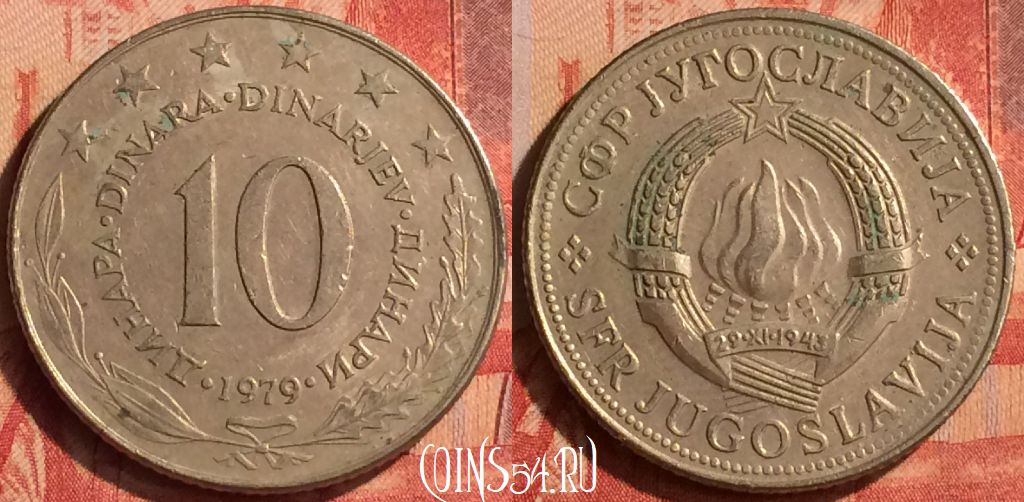 ДИНАРА·DINARA·DINARJEV·ДИНАРИ
10
·1979·
СФР ЈУГОСЛАВИЈА
29·XI·1943
SFR JUGOSLAVIJA
COINS54.RU